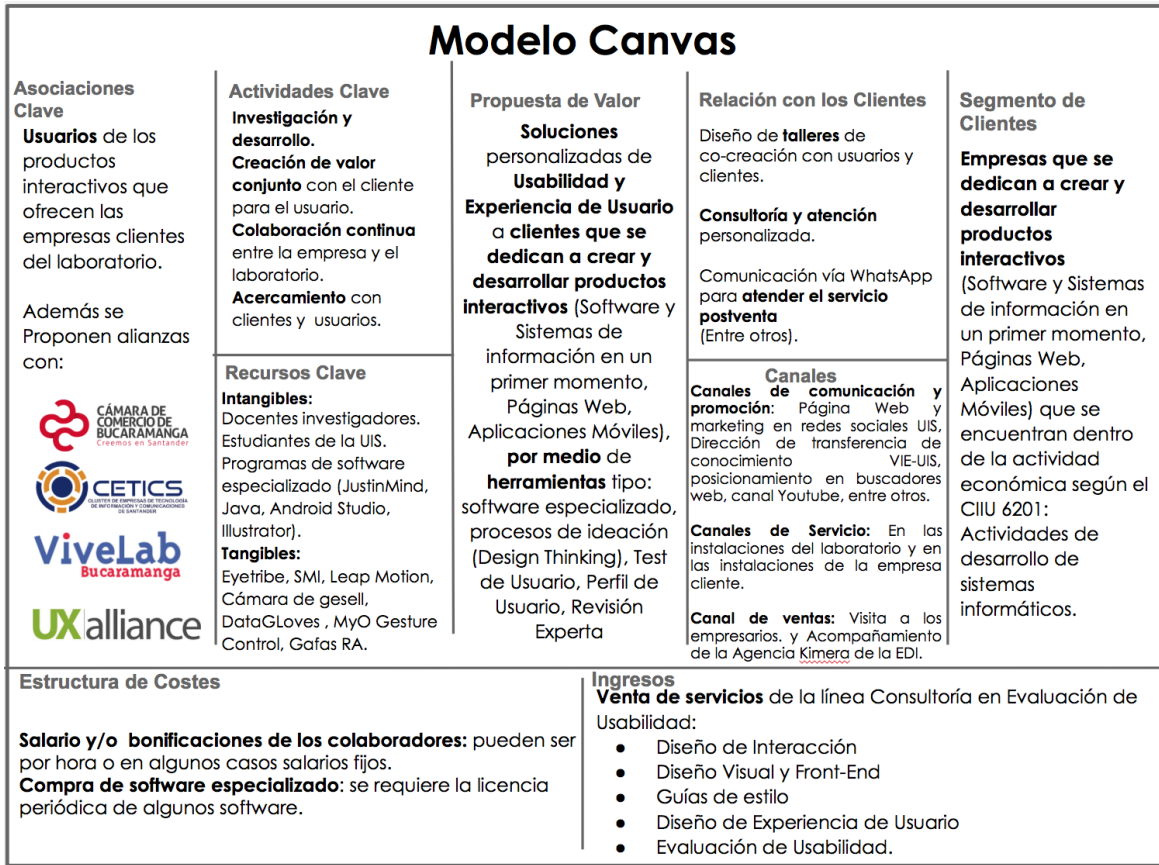 Modelo Canvas
Asociaciones
Clave
Usuarios de los
productos
interactivos que
ofrecen las
empresas clientes
del laboratorio.
Además se
Proponen alianzas
con:
CÁMARA DE
COMERCIO DE
BUCARAMANGA
Creemos en Santander
CETICS
CLUSTER DE EMPRESAS DE TECNOLOGÍA
DE INFORMACIÓN Y COMUNICACIONES
DE SANTANDER
ViveLab
Bucaramanga
UXalliance
Actividades Clave
Investigación y
desarrollo.
Creación de valor
conjunto con el cliente
para el usuario.
Colaboración continua
entre la empresa y el
laboratorio.
Acercamiento con
clientes y usuarios.
Recursos Clave
Intangibles:
Docentes investigadores.
Estudiantes de la UIS.
Programas de software
especializado (JustinMind,
Java, Android Studio,
Illustrator).
Tangibles:
Eyetribe, SMI, Leap Motion,
Cámara de gesell,
DataGLoves , MyO Gesture
Control, Gafas RA.
Propuesta de Valor
Soluciones
personalizadas de
Usabilidad y
Experiencia de Usuario
a clientes que se
dedican a crear y
desarrollar productos
interactivos (Software y
Sistemas de
información en un
primer momento,
Páginas Web,
Aplicaciones Móviles),
por medio de
herramientas tipo:
software especializado,
procesos de ideación
(Design Thinking), Test
de Usuario, Perfil de
Usuario, Revisión
Experta
Relación con los Clientes
Diseño de talleres de
co-creación con usuarios y
clientes.
Consultoría y atención
personalizada.
Comunicación vía WhatsApp
para atender el servicio
postventa
(Entre otros).
Canales
Canales de comunicación y
promoción: Página Web y
marketing en redes sociales UIS,
Dirección de transferencia de
conocimiento VIE-UIS,
posicionamiento en buscadores
web, canal Youtube, entre otros.
Canales de Servicio: En las
instalaciones del laboratorio y en
las instalaciones de la empresa
cliente.
Canal de ventas: Visita a los
empresarios. y Acompañamiento
de la Agencia Kimera de la EDI.
Segmento de
Clientes
Empresas que se
dedican a crear y
desarrollar
productos
interactivos
(Software y Sistemas
de información en
un primer momento,
Páginas Web,
Aplicaciones
Móviles) que se
encuentran dentro
de la actividad
económica según el
CIIU 6201:
Actividades de
desarrollo de
sistemas
informáticos.
Estructura de Costes
Salario y/o bonificaciones de los colaboradores: pueden ser
por hora o en algunos casos salarios fijos.
Compra de software especializado: se requiere la licencia
periódica de algunos software.
Ingresos
Venta de servicios de la línea Consultoría en Evaluación de
Usabilidad:
● Diseño de Interacción
● Diseño Visual y Front-End
● Guías de estilo
● Diseño de Experiencia de Usuario
● Evaluación de Usabilidad.